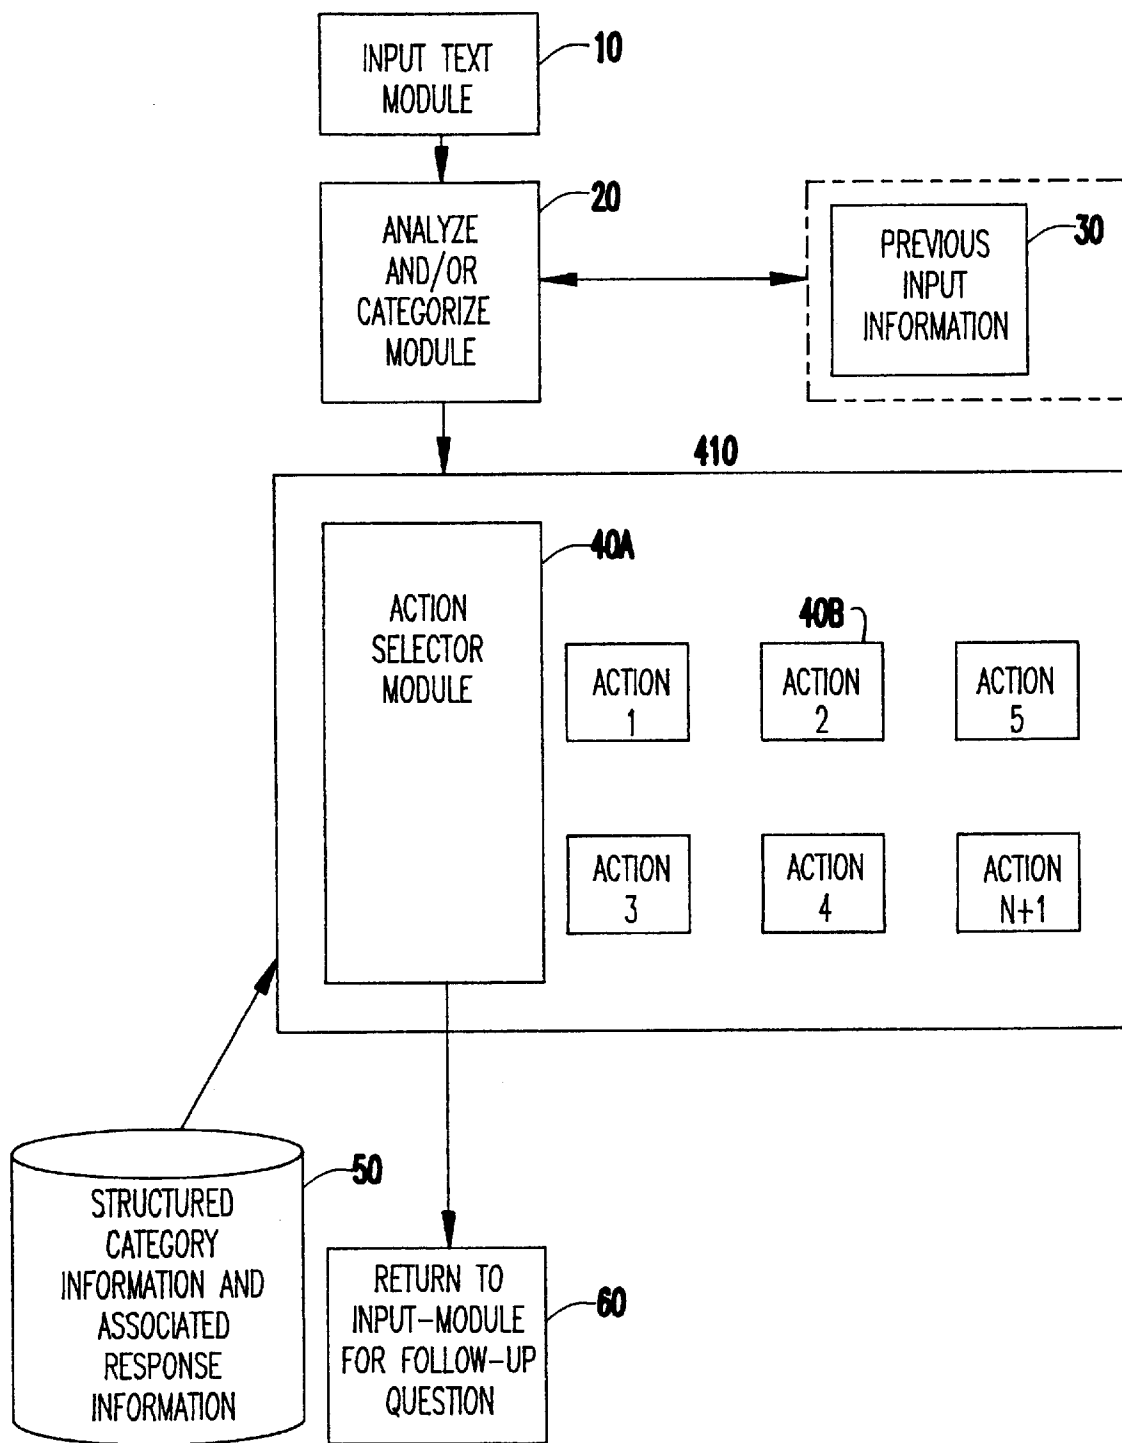 INPUT TEXT
MODULE
10
ANALYZE
AND/OR
CATEGORIZE
MODULE
20
PREVIOUS
INPUT
INFORMATION
30
410
ACTION
SELECTOR
MODULE
40A
40B
ACTION
1
ACTION
2
ACTION
5
ACTION
3
ACTION
4
ACTION
N+1
STRUCTURED
CATEGORY
INFORMATION AND
ASSOCIATED
RESPONSE
INFORMATION
50
RETURN TO
INPUT-MODULE
FOR FOLLOW-UP
QUESTION
60